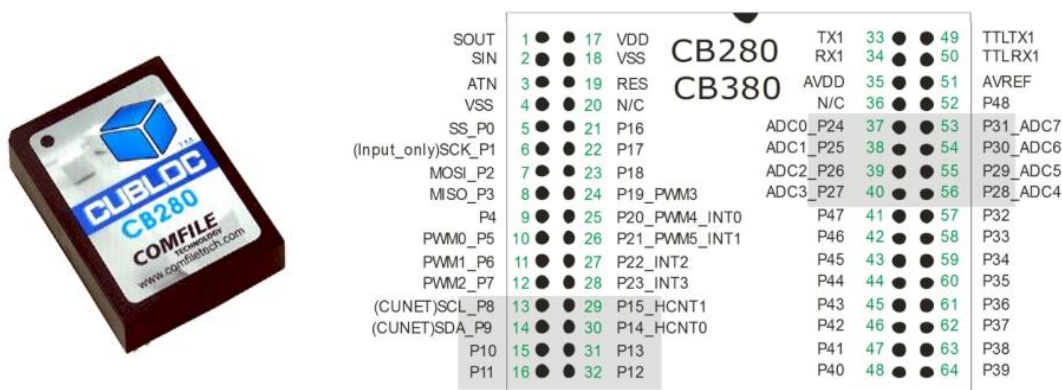 CUBLOC
CB280
COMFILE
TECHNOLOGY
www.comfiletech.com
TM
CB280
CB380
SOUT 1 17 VDD
SIN 2 18 VSS
ATN 3 19 RES
VSS 4 20 N/C
SS_P0 5 21 P16
(Input_only)SCK_P1 6 22 P17
MOSI_P2 7 23 P18
MISO_P3 8 24 P19_PWM3
P4 9 25 P20_PWM4_INT0
PWM0_P5 10 26 P21_PWM5_INT1
PWM1_P6 11 27 P22_INT2
PWM2_P7 12 28 P23_INT3
(CUNET)SCL_P8 13 29 P15_HCNT1
(CUNET)SDA_P9 14 30 P14_HCNT0
P10 15 31 P13
P11 16 32 P12
TX1 33 49 TTLTX1
RX1 34 50 TTLRX1
AVDD 35 51 AVREF
N/C 36 52 P48
ADC0_P24 37 53 P31_ADC7
ADC1_P25 38 54 P30_ADC6
ADC2_P26 39 55 P29_ADC5
ADC3_P27 40 56 P28_ADC4
P47 41 57 P32
P46 42 58 P33
P45 43 59 P34
P44 44 60 P35
P43 45 61 P36
P42 46 62 P37
P41 47 63 P38
P40 48 64 P39